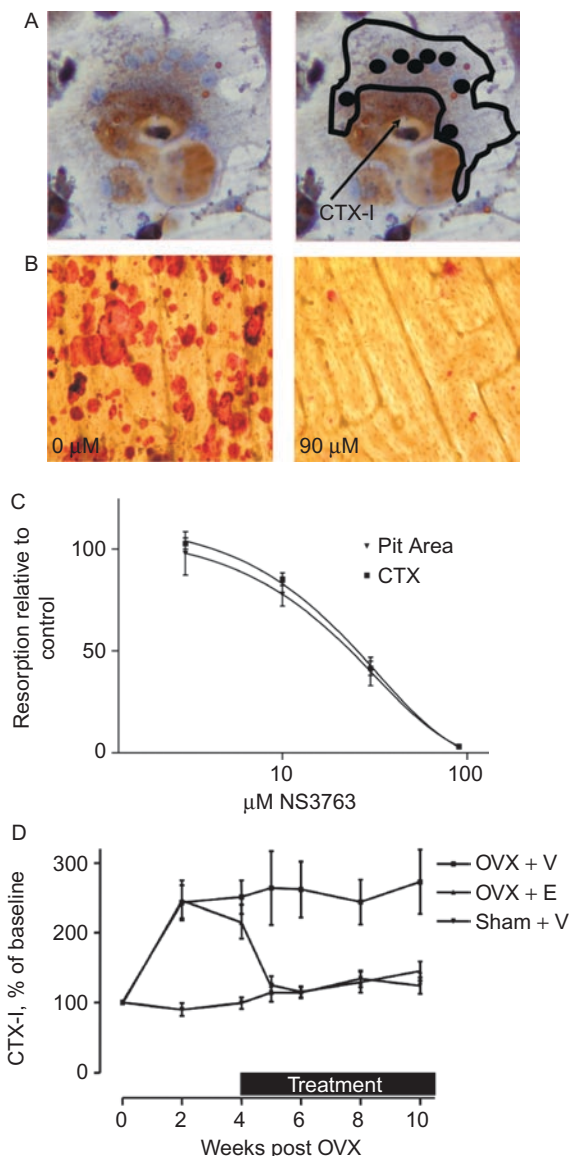 A
CTX-I
B
0 μM
90 μM
C
Resorption relative to
control
100
50
0
Pit Area
CTX
10
100
μM NS3763
D
CTX-I, % of baseline
300
200
100
0
OVX + V
OVX + E
Sham + V
Treatment
0
2
4
6
8
10
Weeks post OVX